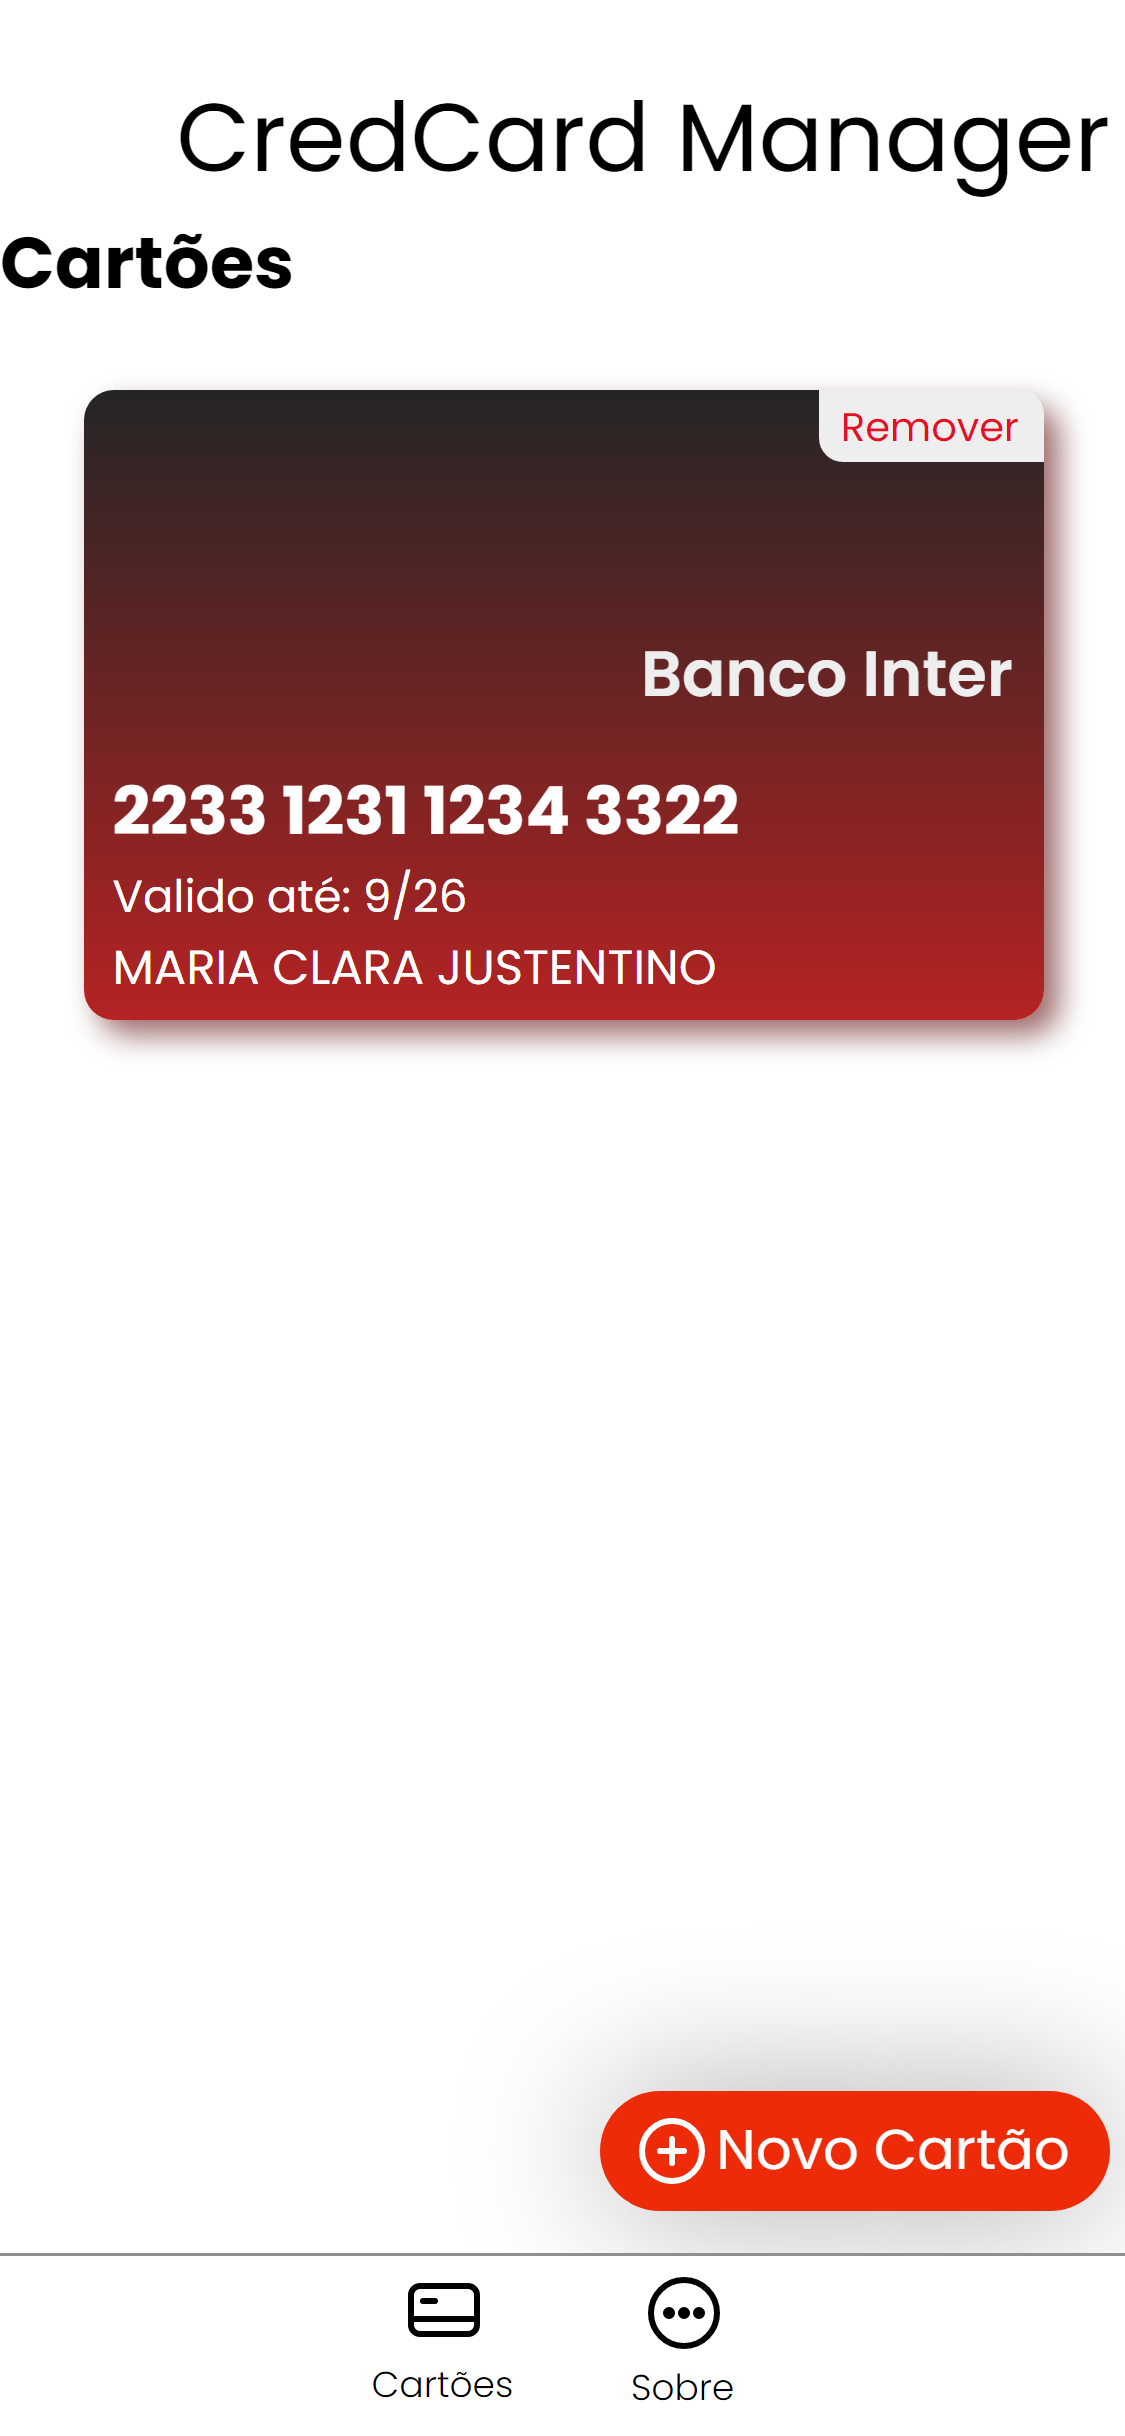 CredCard Manager
Cartões
Remover
Banco Inter
2233 1231 1234 3322
Valido até: 9/26
MARIA CLARA JUSTENTINO
Novo Cartão
Cartões
Sobre